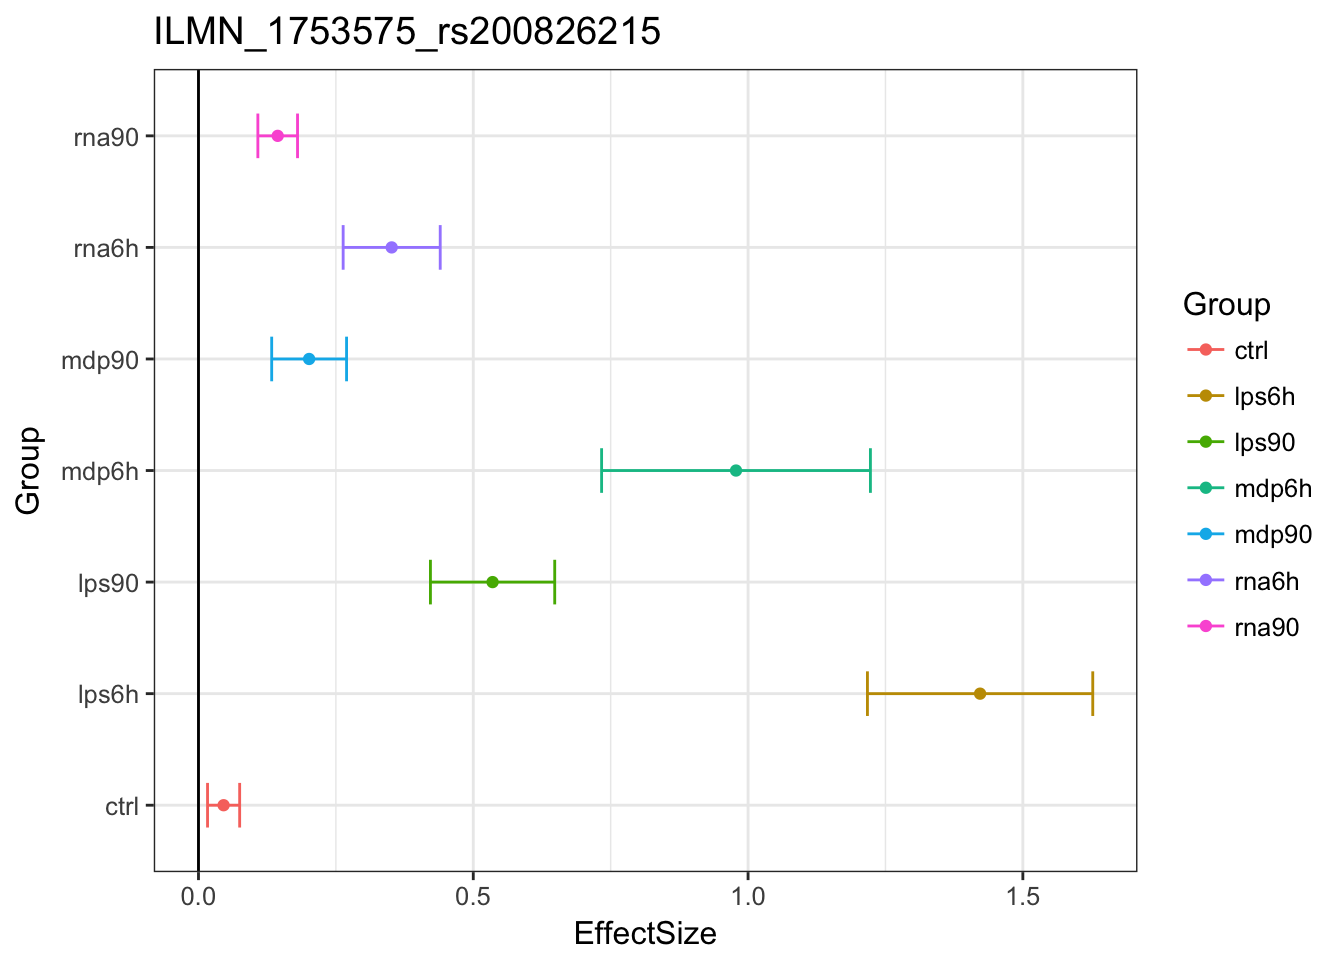 ILMN_1753575_rs200826215
rna90
rna6h
mdp90
mdp6h
lps90
lps6h
ctrl
Group
0.0 0.5 1.0 1.5
EffectSize
Group
ctrl
lps6h
lps90
mdp6h
mdp90
rna6h
rna90